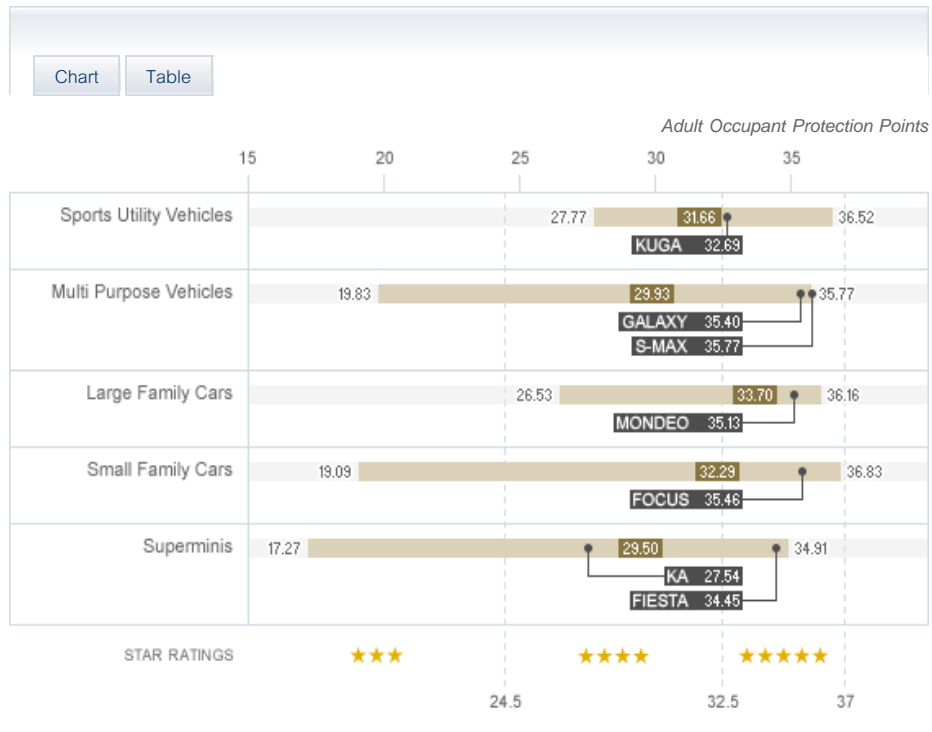 Chart Table
Adult Occupant Protection Points
15 20 25 30 35
Sports Utility Vehicles 27.77 31.66 36.52
KUGA 32.69
Multi Purpose Vehicles 19.83 29.93 35.77
GALAXY 35.40
S-MAX 35.77
Large Family Cars 26.53 33.70 36.16
MONDEO 35.13
Small Family Cars 19.09 32.29 36.83
FOCUS 35.46
Superminis 17.27 29.50 34.91
KA 27.54
FIESTA 34.45
STAR RATINGS ★★★ ★★★★ ★★★★★
24.5 32.5 37